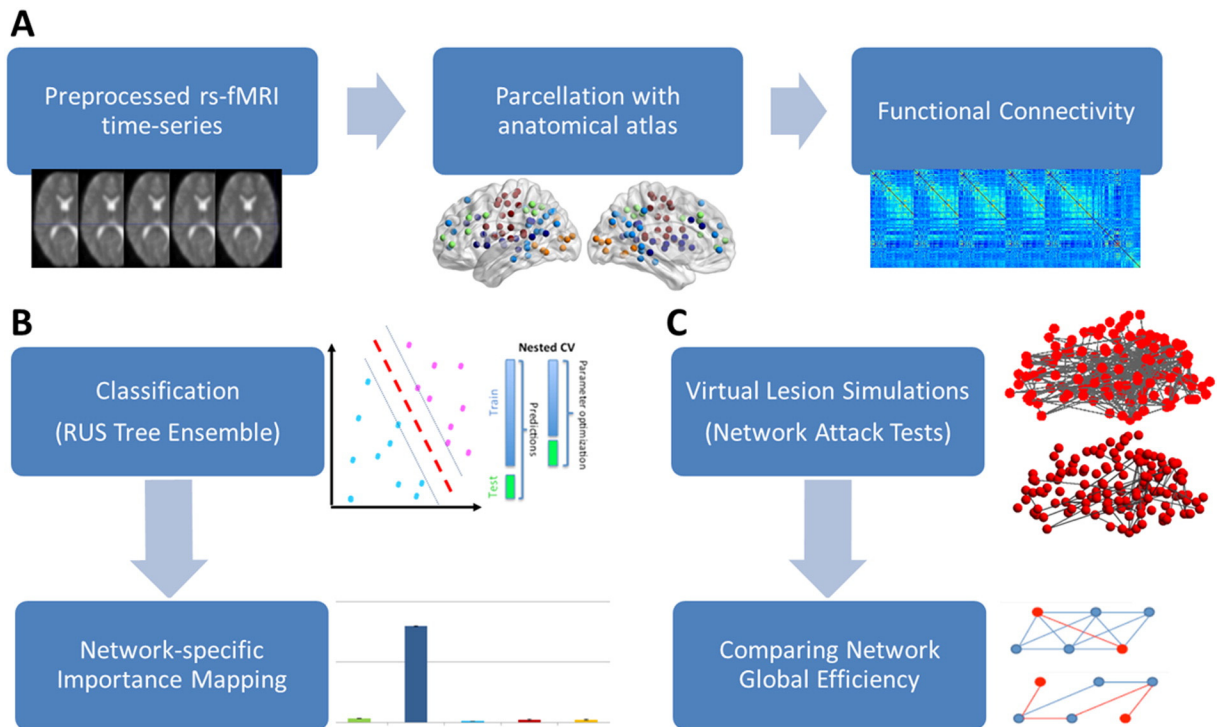 A
Preprocessed rs-fMRI
time-series
Parcellation with
anatomical atlas
Functional Connectivity
B
Classification
(RUS Tree Ensemble)
Nested CV
Train
Test
Predictions
Parameter optimization
Network-specific
Importance Mapping
C
Virtual Lesion Simulations
(Network Attack Tests)
Comparing Network
Global Efficiency